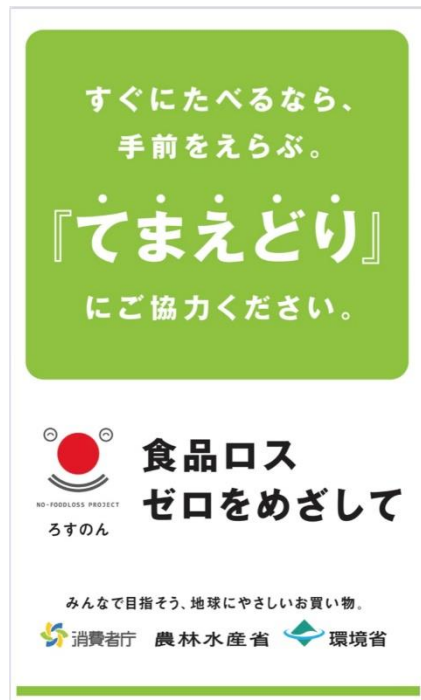 すぐにたべるなら、
手前をえらぶ。
『てまえどり』
にご協力ください。
食品ロス
ゼロをめざして
NO-FOODLOSS PROJECT
ろすのん
みんなで目指そう、地球にやさしいお買い物。
消費者庁 農林水産省 環境省